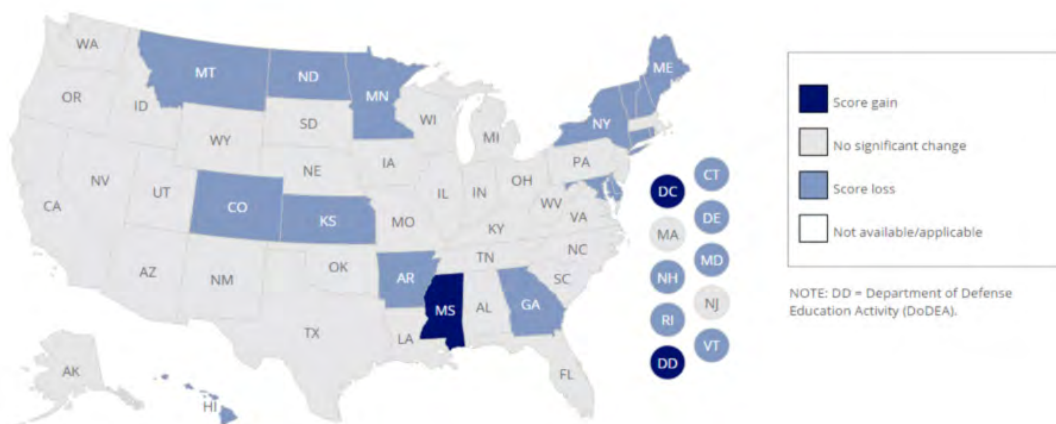 WA
MT
ND
MN
ME
OR
ID
SD
WI
MI
NY
WY
IA
PA
NE
NV
UT
CO
KS
MO
IL
IN
OH
WV
VA
KY
CA
AZ
NM
OK
AR
TN
NC
SC
MS
AL
GA
TX
LA
FL
AK
HI
DC
CT
MA
DE
NH
MD
RI
NJ
DD
VT
Score gain
No significant change
Score loss
Not available/applicable
NOTE: DD = Department of Defense
Education Activity (DoDEA).